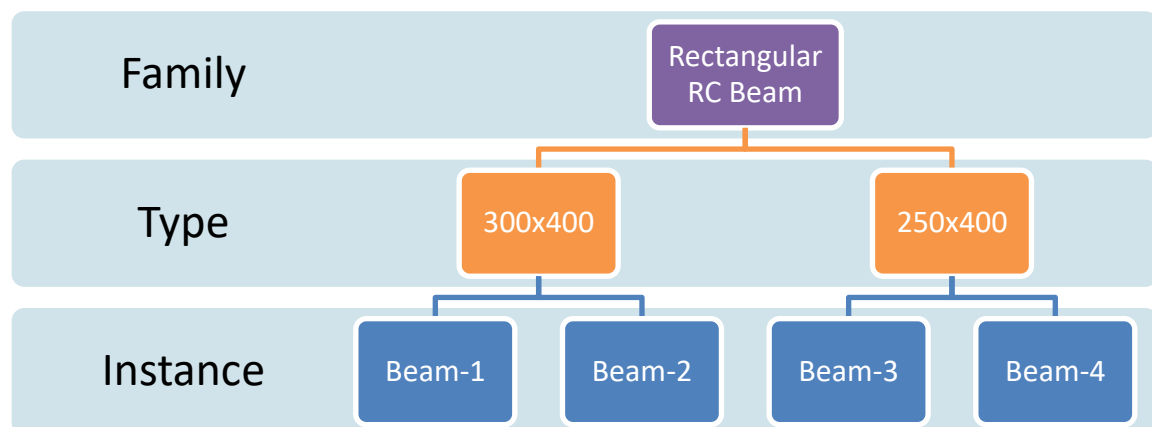 Family
Rectangular
RC Beam
Type
300x400
250x400
Instance
Beam-1
Beam-2
Beam-3
Beam-4